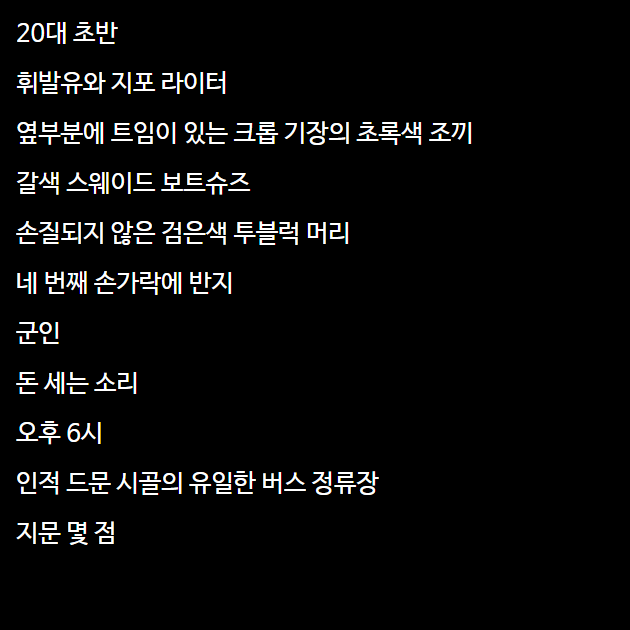 20대 초반
휘발유와 지포 라이터
옆부분에 트임이 있는 크롭 기장의 초록색 조끼
갈색 스웨이드 보트슈즈
손질되지 않은 검은색 투블럭 머리
네 번째 손가락에 반지
군인
돈 세는 소리
오후 6시
인적 드문 시골의 유일한 버스 정류장
지문 몇 점